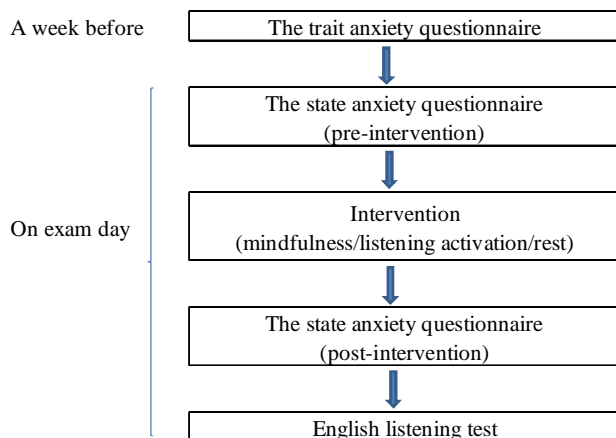 A week before
The trait anxiety questionnaire
The state anxiety questionnaire
(pre-intervention)
On exam day
Intervention
(mindfulness/listening activation/rest)
The state anxiety questionnaire
(post-intervention)
English listening test